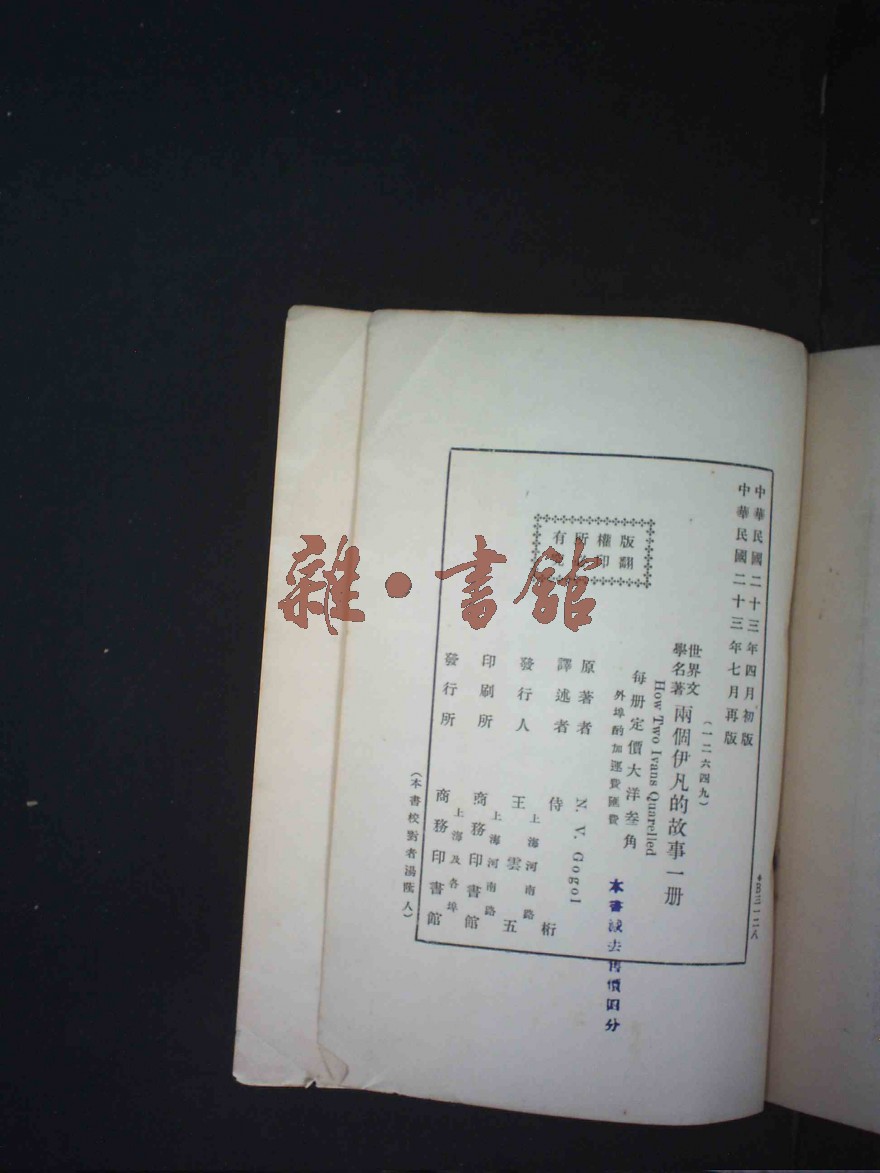 中華民國二十三年四月初版
中華民國二十三年七月再版
(一二六四九)
世界文學名著 兩個伊凡的故事一册
How Two Ivans Quarelled
每册定價大洋叁角
外埠酌加運費匯費
原著者 N. V. Gogol
譯述者 侍桁
發行人 王雲五
上海河南路
印刷所 商務印書館
上海河南路
發行所 商務印書館
上海及各埠
版權所有
翻印
(本書校對者湯 人)
本書減去售價四分
雜·書館